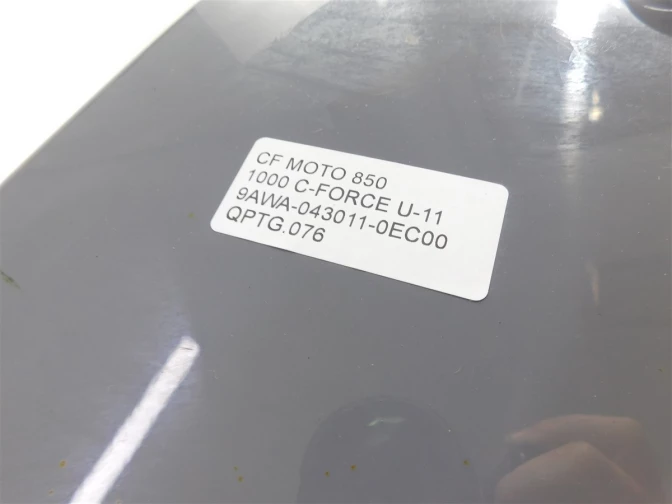 CF MOTO 850
1000 C-FORCE U-11
9AWA-043011-0EC00
QPTG.076